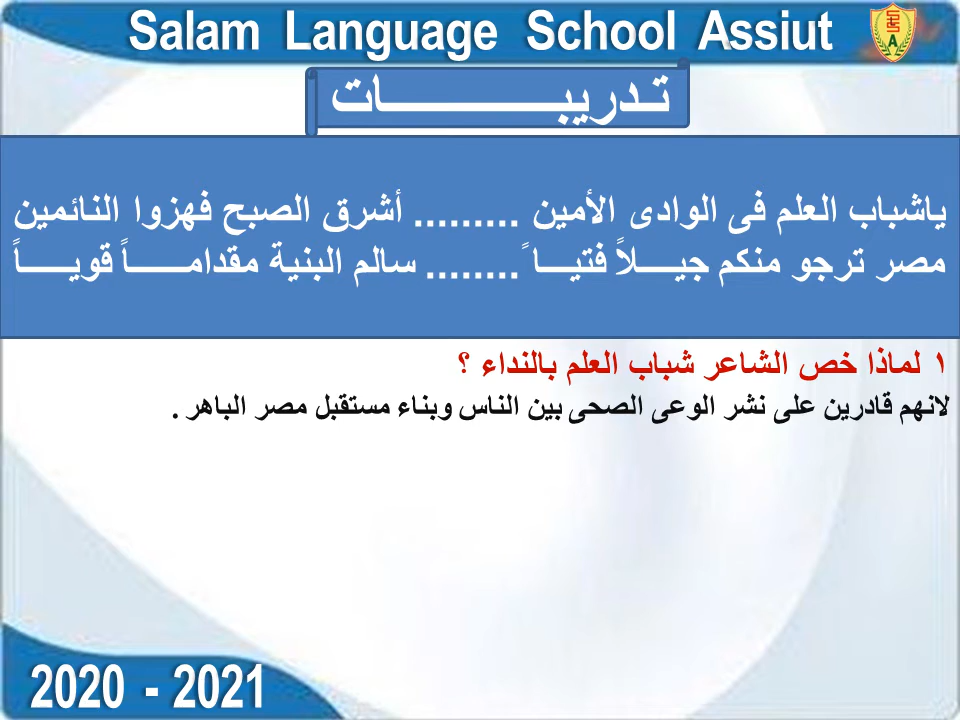 Salam Language School Assiut
تدريبـــــــــــــات
ياشباب العلم فى الوادى الأمين ......... أشرق الصبح فهزوا النائمين
مصر ترجو منكم جيـــلاً فتيـــا ً........ سالم البنية مقدامـــــاً قويـــــاً
١ لماذا خص الشاعر شباب العلم بالنداء ؟
لانهم قادرين على نشر الوعى الصحى بين الناس وبناء مستقبل مصر الباهر .
2020 - 2021